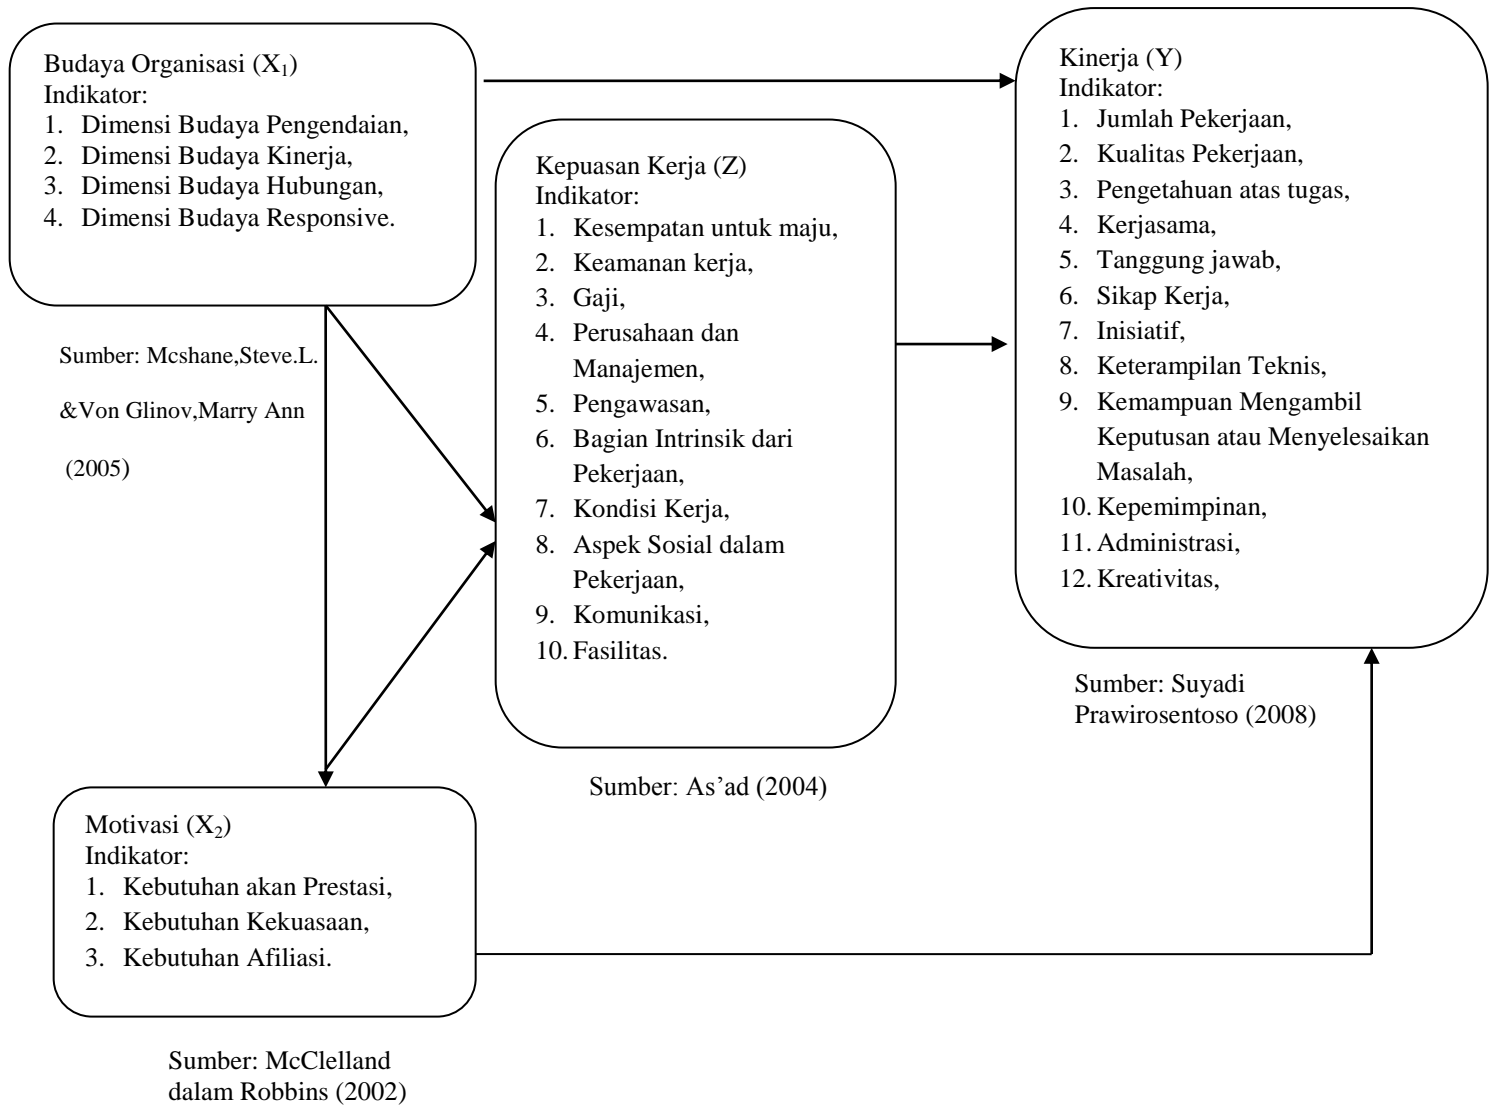 Budaya Organisasi (X₁)
Indikator:
1. Dimensi Budaya Pengendaian,
2. Dimensi Budaya Kinerja,
3. Dimensi Budaya Hubungan,
4. Dimensi Budaya Responsive.
Sumber: Mcshane,Steve.L.
&Von Glinov,Marry Ann
(2005)
Kepuasan Kerja (Z)
Indikator:
1. Kesempatan untuk maju,
2. Keamanan kerja,
3. Gaji,
4. Perusahaan dan
Manajemen,
5. Pengawasan,
6. Bagian Intrinsik dari
Pekerjaan,
7. Kondisi Kerja,
8. Aspek Sosial dalam
Pekerjaan,
9. Komunikasi,
10. Fasilitas.
Sumber: As’ad (2004)
Kinerja (Y)
Indikator:
1. Jumlah Pekerjaan,
2. Kualitas Pekerjaan,
3. Pengetahuan atas tugas,
4. Kerjasama,
5. Tanggung jawab,
6. Sikap Kerja,
7. Inisiatif,
8. Keterampilan Teknis,
9. Kemampuan Mengambil
Keputusan atau Menyelesaikan
Masalah,
10. Kepemimpinan,
11. Administrasi,
12. Kreativitas,
Sumber: Suyadi
Prawirosentoso (2008)
Motivasi (X₂)
Indikator:
1. Kebutuhan akan Prestasi,
2. Kebutuhan Kekuasaan,
3. Kebutuhan Afiliasi.
Sumber: McClelland
dalam Robbins (2002)